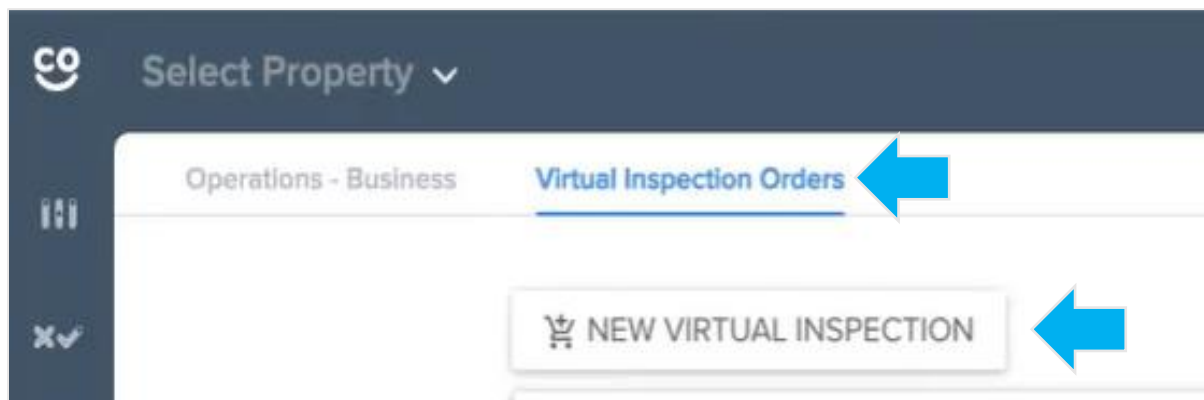 co
Select Property
Operations - Business
Virtual Inspection Orders
NEW VIRTUAL INSPECTION